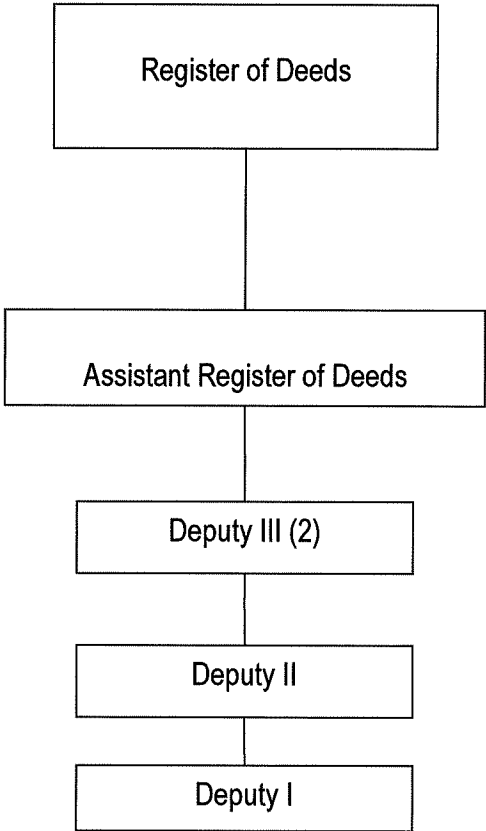 Register of Deeds
Assistant Register of Deeds
Deputy III (2)
Deputy II
Deputy I